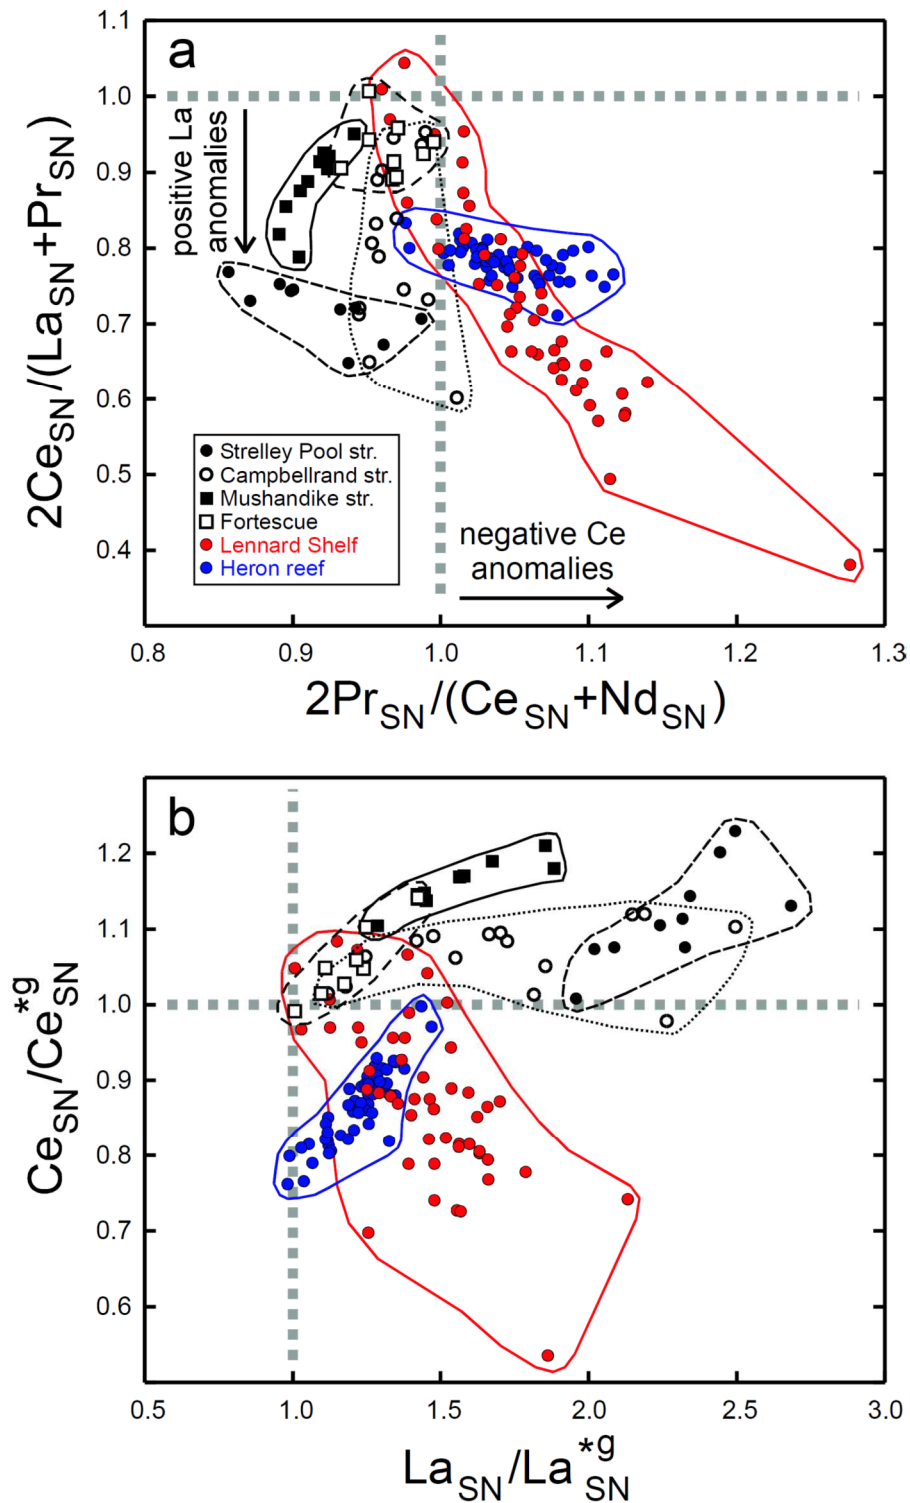 a
1.1
1.0
0.9
0.8
0.7
0.6
0.5
0.4
2Ce_SN/(La_SN+Pr_SN)
positive La
anomalies
Strelley Pool str.
Campbellrand str.
Mushandike str.
Fortescue
Lennard Shelf
Heron reef
negative Ce
anomalies
0.8 0.9 1.0 1.1 1.2 1.3
2Pr_SN/(Ce_SN+Nd_SN)
b
1.2
1.1
1.0
0.9
0.8
0.7
0.6
Ce_SN/Ce_SN^*g
0.5 1.0 1.5 2.0 2.5 3.0
La_SN/La_SN^*g